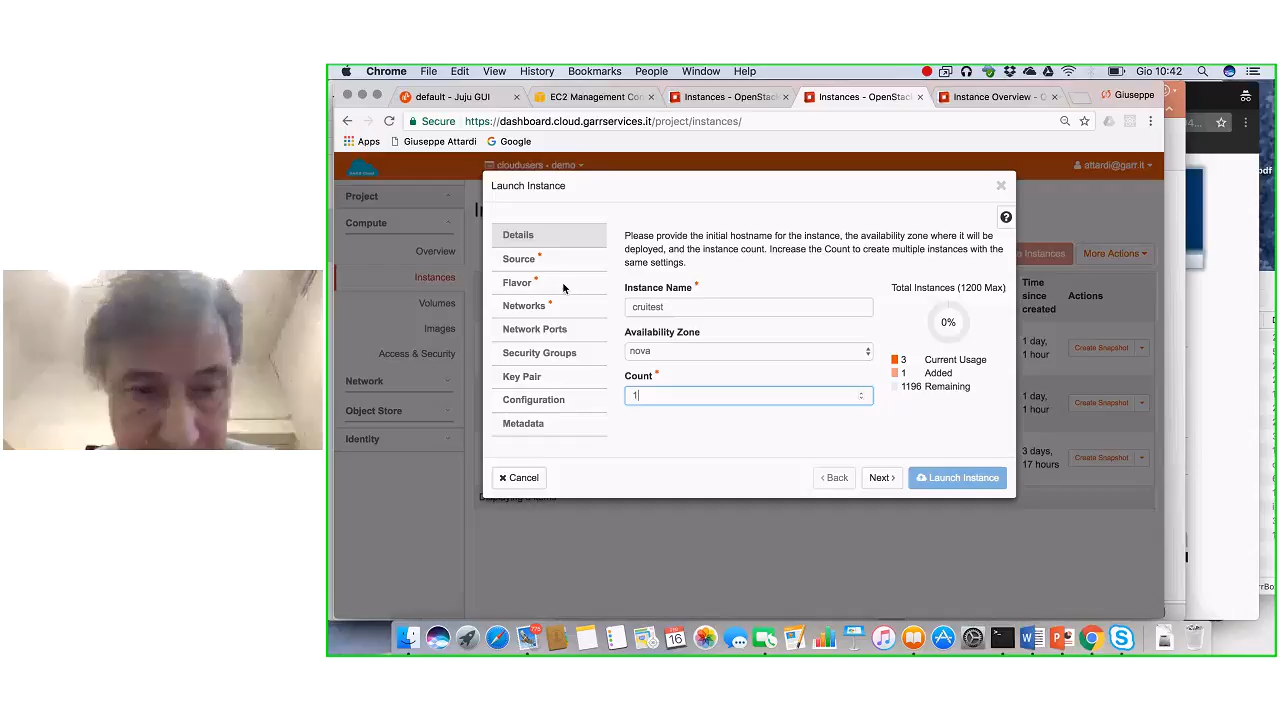 Chrome File Edit View History Bookmarks People Window Help Gio 10:42
default - Juju GUI × EC2 Management Con × Instances - OpenStack × Instances - OpenStack × Instance Overview - × Giuseppe
Secure https://dashboard.cloud.garrservices.it/project/instances/
Apps Giuseppe Attardi Google
cloudusers - demo attardi@garr.it
Project
Compute
Overview
Instances
Volumes
Images
Access & Security
Network
Object Store
Identity
Launch Instance
Details
Source *
Flavor *
Networks *
Network Ports
Security Groups
Key Pair
Configuration
Metadata
Please provide the initial hostname for the instance, the availability zone where it will be
deployed, and the instance count. Increase the Count to create multiple instances with the
same settings.
Instance Name *
cruitest
Availability Zone
nova
Count *
1
Total Instances (1200 Max)
0%
3 Current Usage
1 Added
1196 Remaining
× Cancel ‹ Back Next › Launch Instance
Instances More Actions
Time
since
created
Actions
1 day,
1 hour
Create Snapshot
1 day,
1 hour
Create Snapshot
3 days,
17 hours
Create Snapshot
pdf
775
16